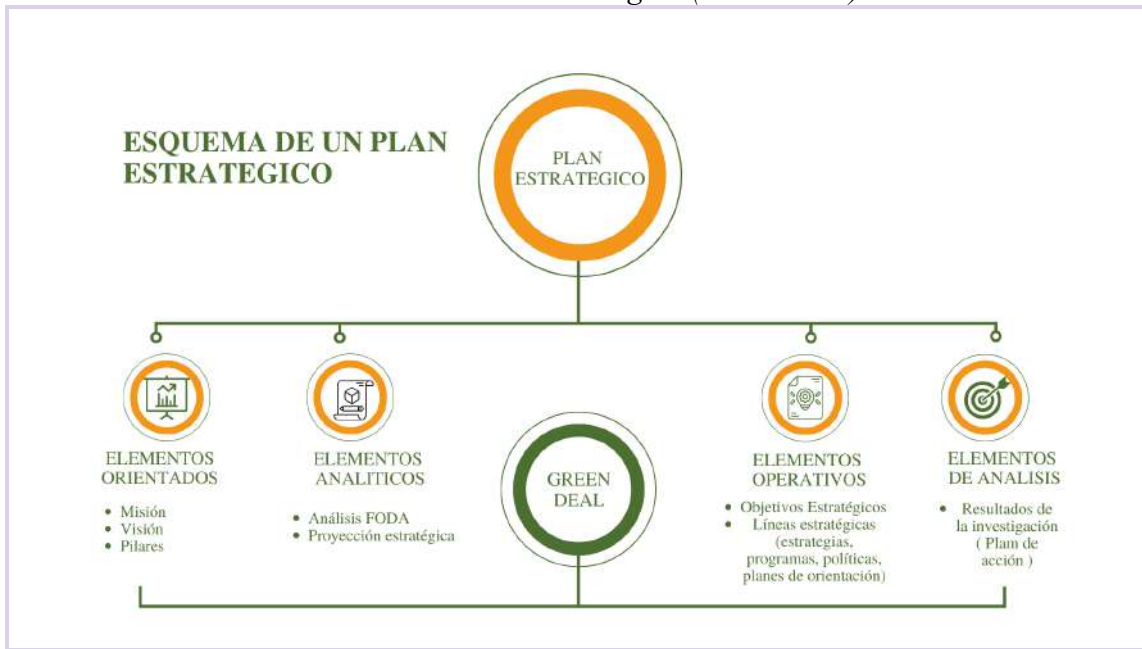 ESQUEMA DE UN PLAN
ESTRATEGICO
PLAN
ESTRATEGICO
ELEMENTOS
ORIENTADOS
• Misión
• Visión
• Pilares
ELEMENTOS
ANALITICOS
• Análisis FODA
• Proyección estratégica
GREEN
DEAL
ELEMENTOS
OPERATIVOS
• Objetivos Estratégicos
• Líneas estratégicas
(estrategias,
programas, políticas,
planes de orientación)
ELEMENTOS
DE ANALISIS
• Resultados de
la investigación
( Plam de
acción )